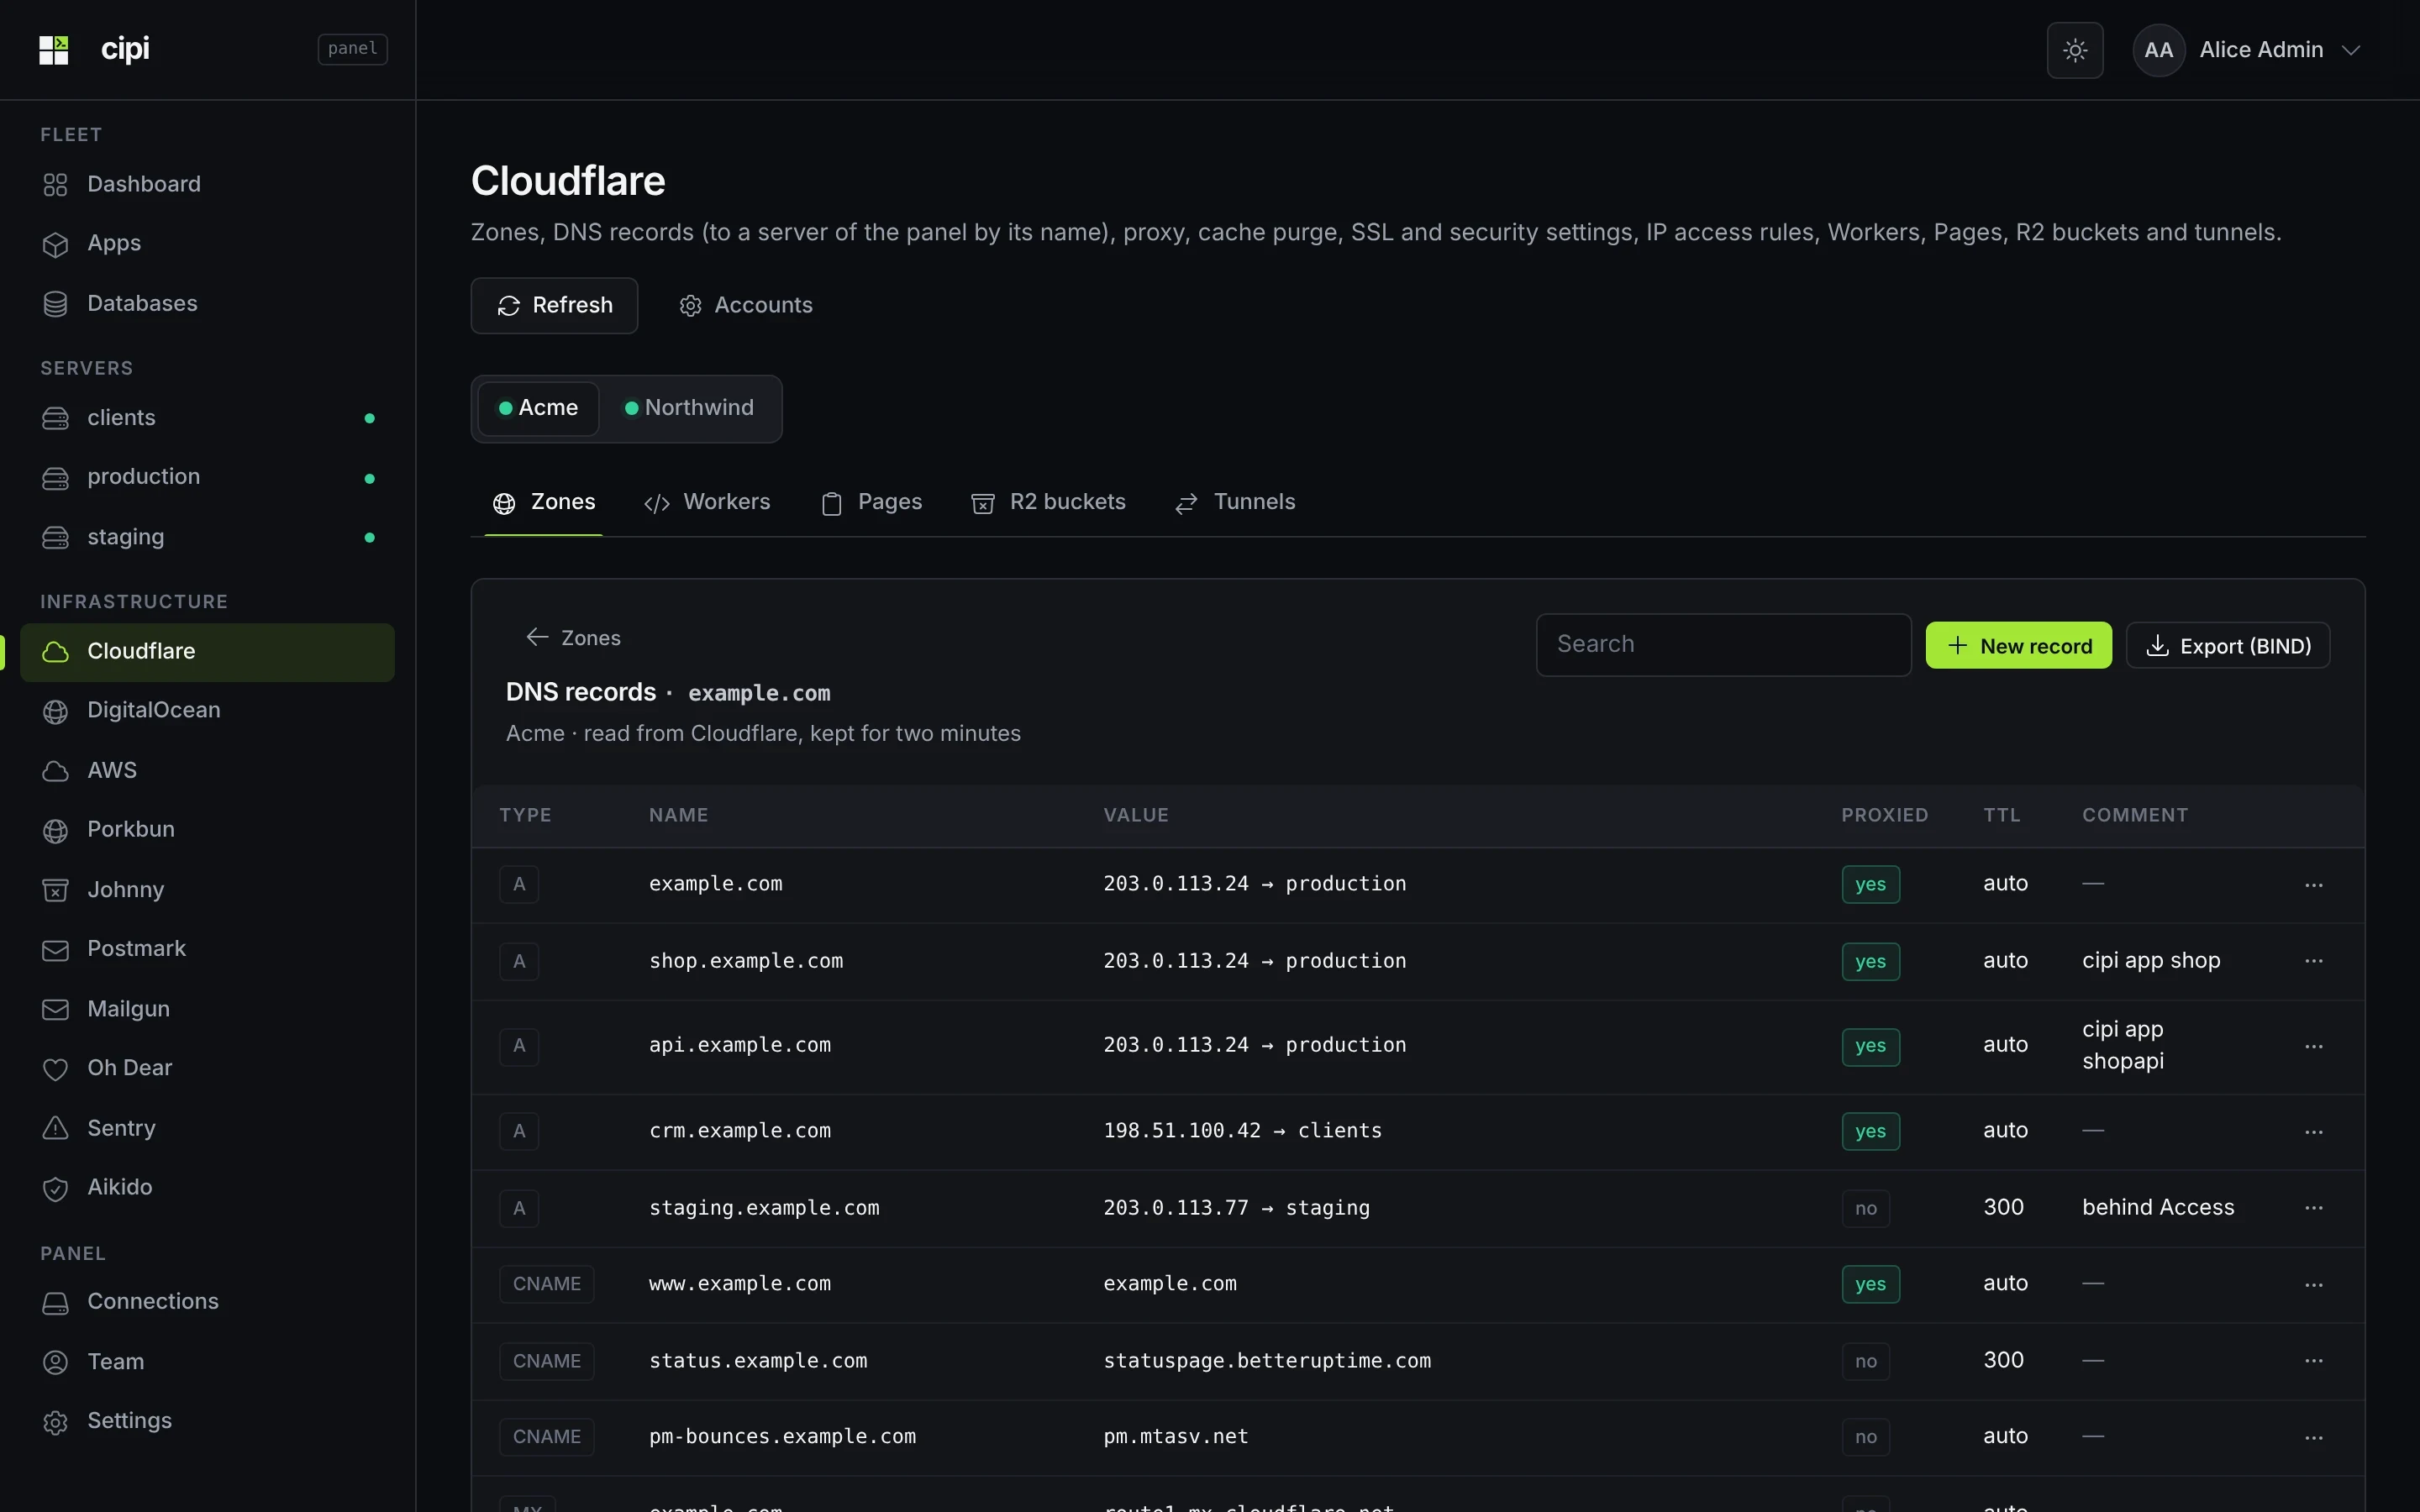 cipi
panel
AA
Alice Admin
FLEET
Dashboard
Apps
Databases
SERVERS
clients
production
staging
INFRASTRUCTURE
Cloudflare
DigitalOcean
AWS
Porkbun
Johnny
Postmark
Mailgun
Oh Dear
Sentry
Aikido
PANEL
Connections
Team
Settings
Cloudflare
Zones, DNS records (to a server of the panel by its name), proxy, cache purge, SSL and security settings, IP access rules, Workers, Pages, R2 buckets and tunnels.
Refresh
Accounts
Acme
Northwind
Zones
Workers
Pages
R2 buckets
Tunnels
Zones
Search
New record
Export (BIND)
DNS records · example.com
Acme · read from Cloudflare, kept for two minutes
TYPE NAME VALUE PROXIED TTL COMMENT
A example.com 203.0.113.24 → production yes auto —
A shop.example.com 203.0.113.24 → production yes auto cipi app shop
A api.example.com 203.0.113.24 → production yes auto cipi app
shopapi
A crm.example.com 198.51.100.42 → clients yes auto —
A staging.example.com 203.0.113.77 → staging no 300 behind Access
CNAME www.example.com example.com yes auto —
CNAME status.example.com statuspage.betteruptime.com no 300 —
CNAME pm-bounces.example.com pm.mtasv.net no auto —
MX example.com route1.mx.cloudflare.net no auto